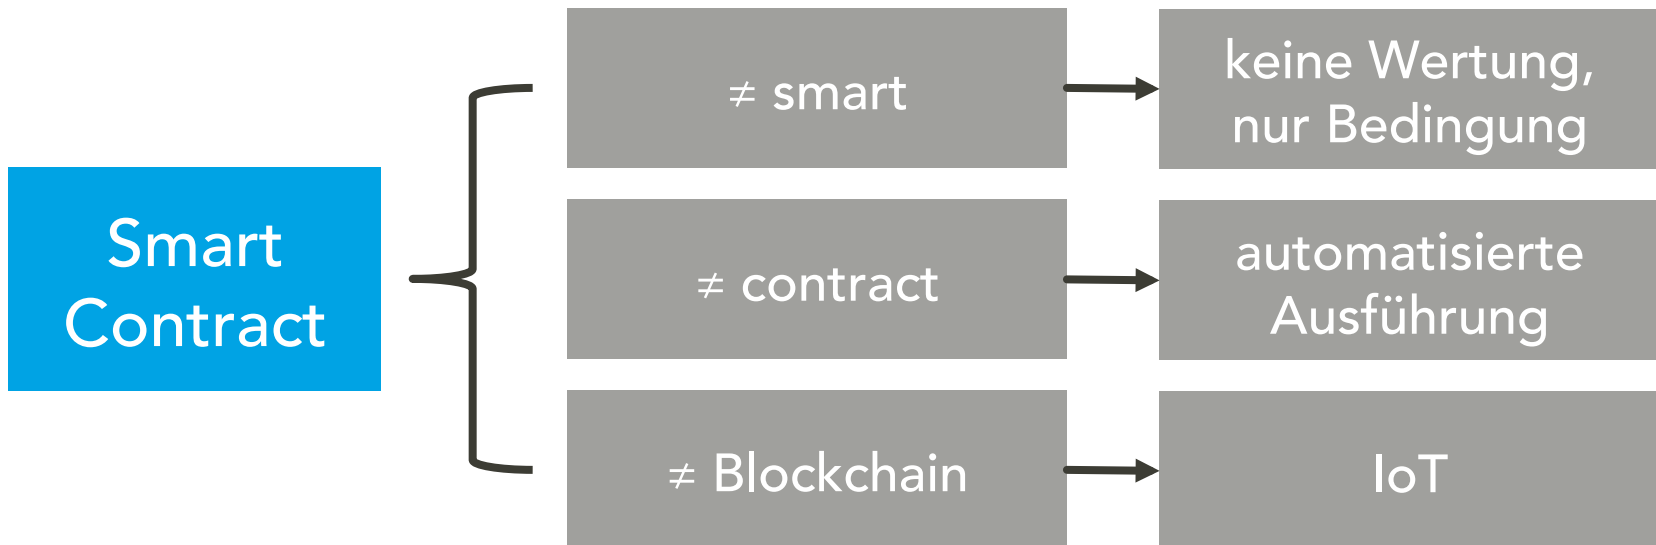 Smart
Contract
≠ smart
keine Wertung,
nur Bedingung
≠ contract
automatisierte
Ausführung
≠ Blockchain
IoT